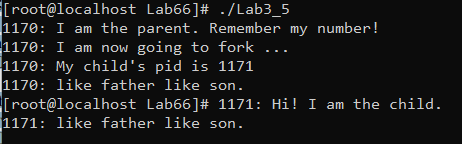 [root@localhost Lab66]# ./Lab3_5
1170: I am the parent. Remember my number!
1170: I am now going to fork ...
1170: My child's pid is 1171
1170: like father like son.
[root@localhost Lab66]# 1171: Hi! I am the child.
1171: like father like son.